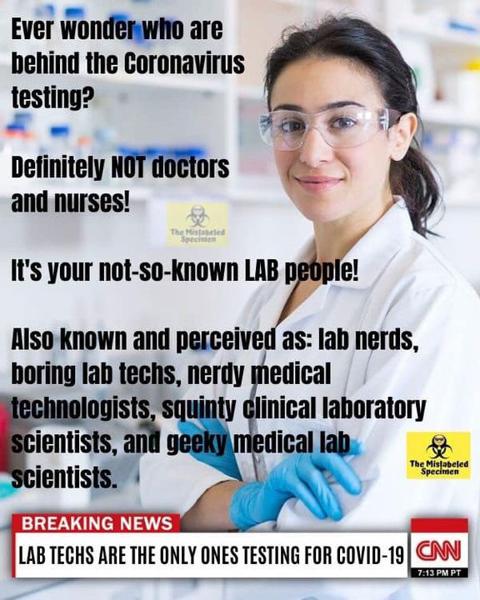 Ever wonder who are
behind the Coronavirus
testing?
Definitely NOT doctors
and nurses!
The Mislabeled
Specimen
It's your not-so-known LAB people!
Also known and perceived as: lab nerds,
boring lab techs, nerdy medical
technologists, squinty clinical laboratory
scientists, and geeky medical lab
scientists.
The Mislabeled
Specimen
BREAKING NEWS
LAB TECHS ARE THE ONLY ONES TESTING FOR COVID-19
CNN
7:13 PM PT